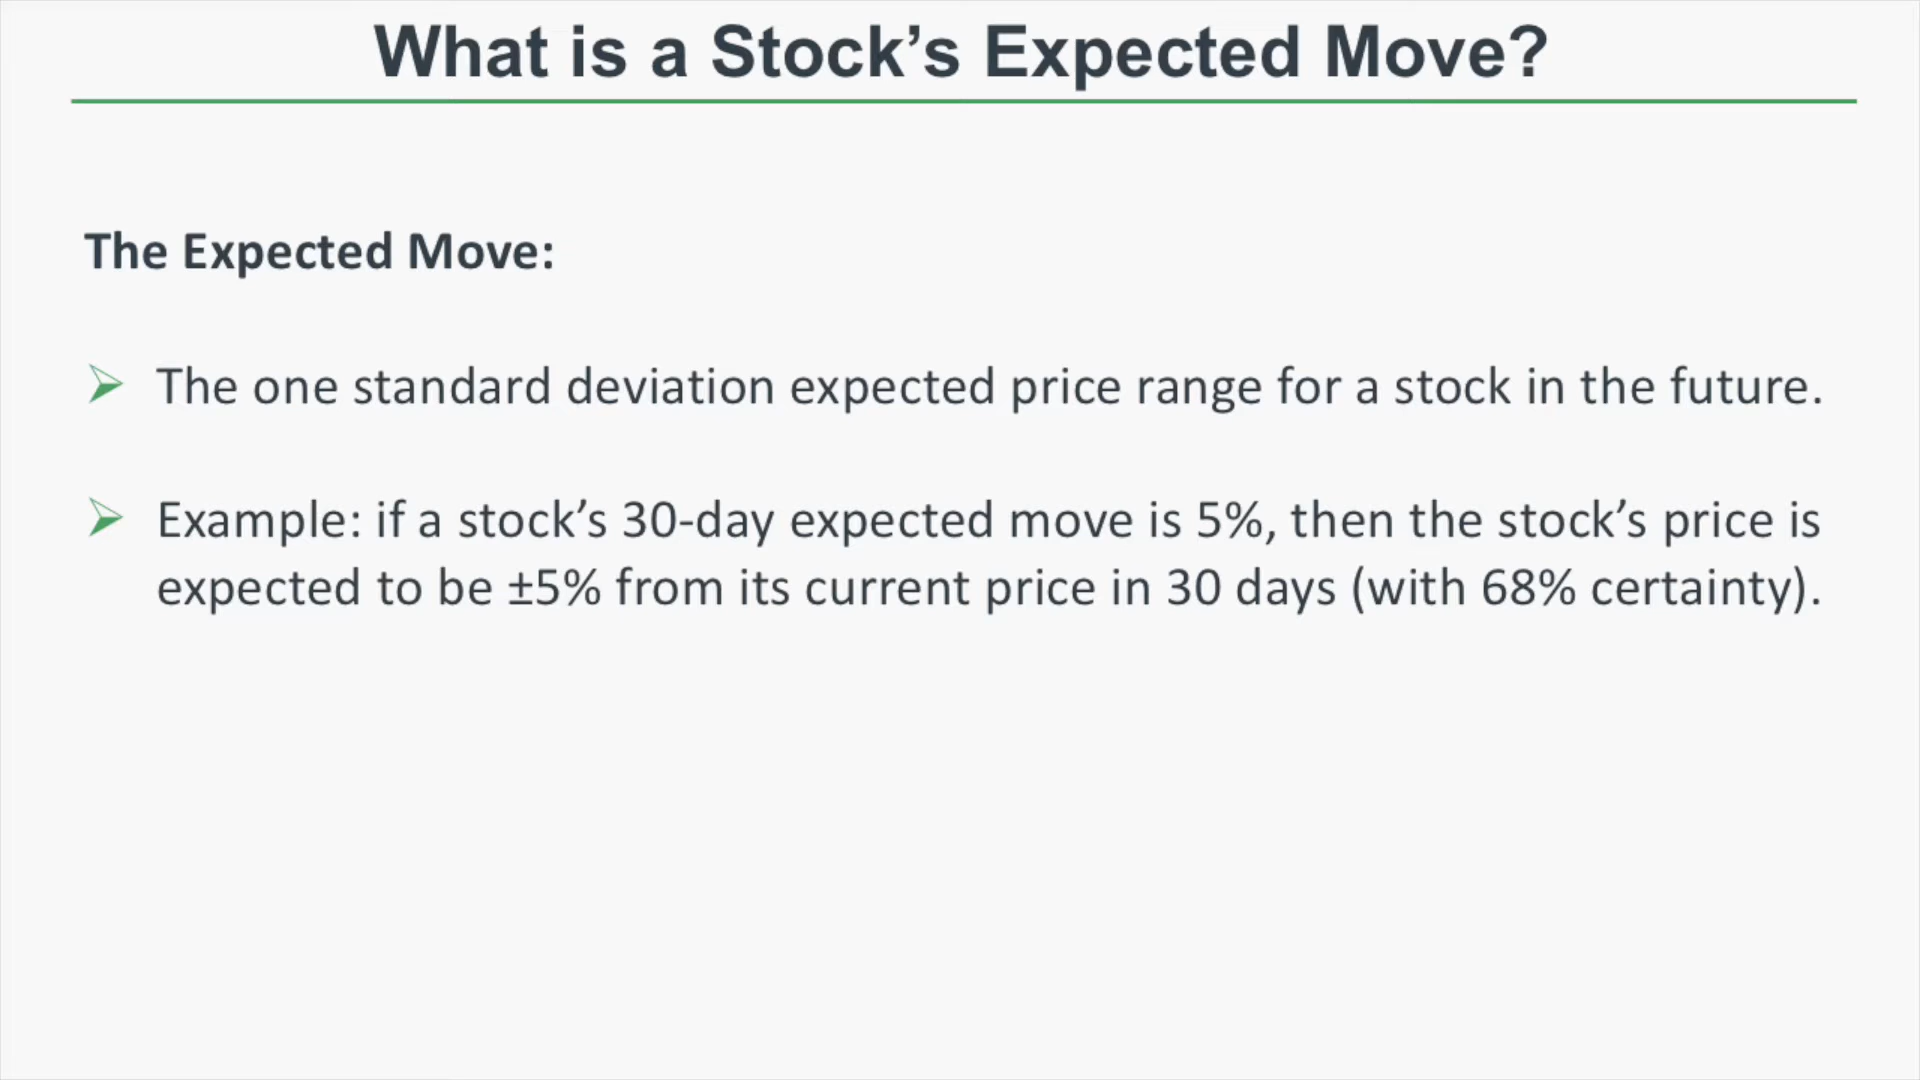 What is a Stock’s Expected Move?
The Expected Move:
The one standard deviation expected price range for a stock in the future.
Example: if a stock’s 30-day expected move is 5%, then the stock’s price is
expected to be ±5% from its current price in 30 days (with 68% certainty).